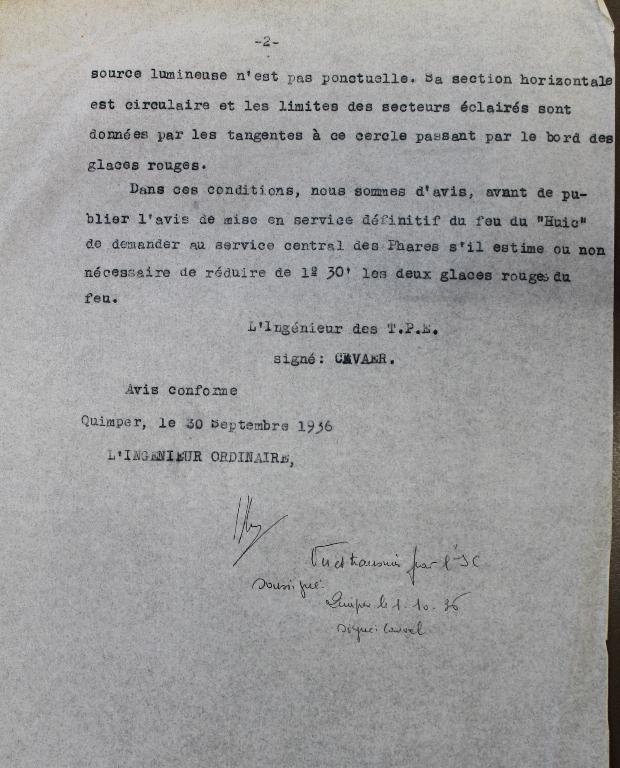 -2-
source lumineuse n'est pas ponctuelle. Sa section horizontale
est circulaire et les limites des secteurs éclairés sont
données par les tangentes à ce cercle passant par le bord des
glaces rouges.
Dans ces conditions, nous sommes d'avis, avant de pu-
blier l'avis de mise en service définitif du feu du "Huic"
de demander au service central des Phares s'il estime ou non
nécessaire de réduire de 1º 30' les deux glaces rouges du
feu.
L'Ingénieur des T.P.E.
signé: CAVAER.
Avis conforme
Quimper, le 30 Septembre 1936
L'INGENIEUR ORDINAIRE,
Vu et transmis par l'I C
soussigné
Quimper le 1.10.36
signé: